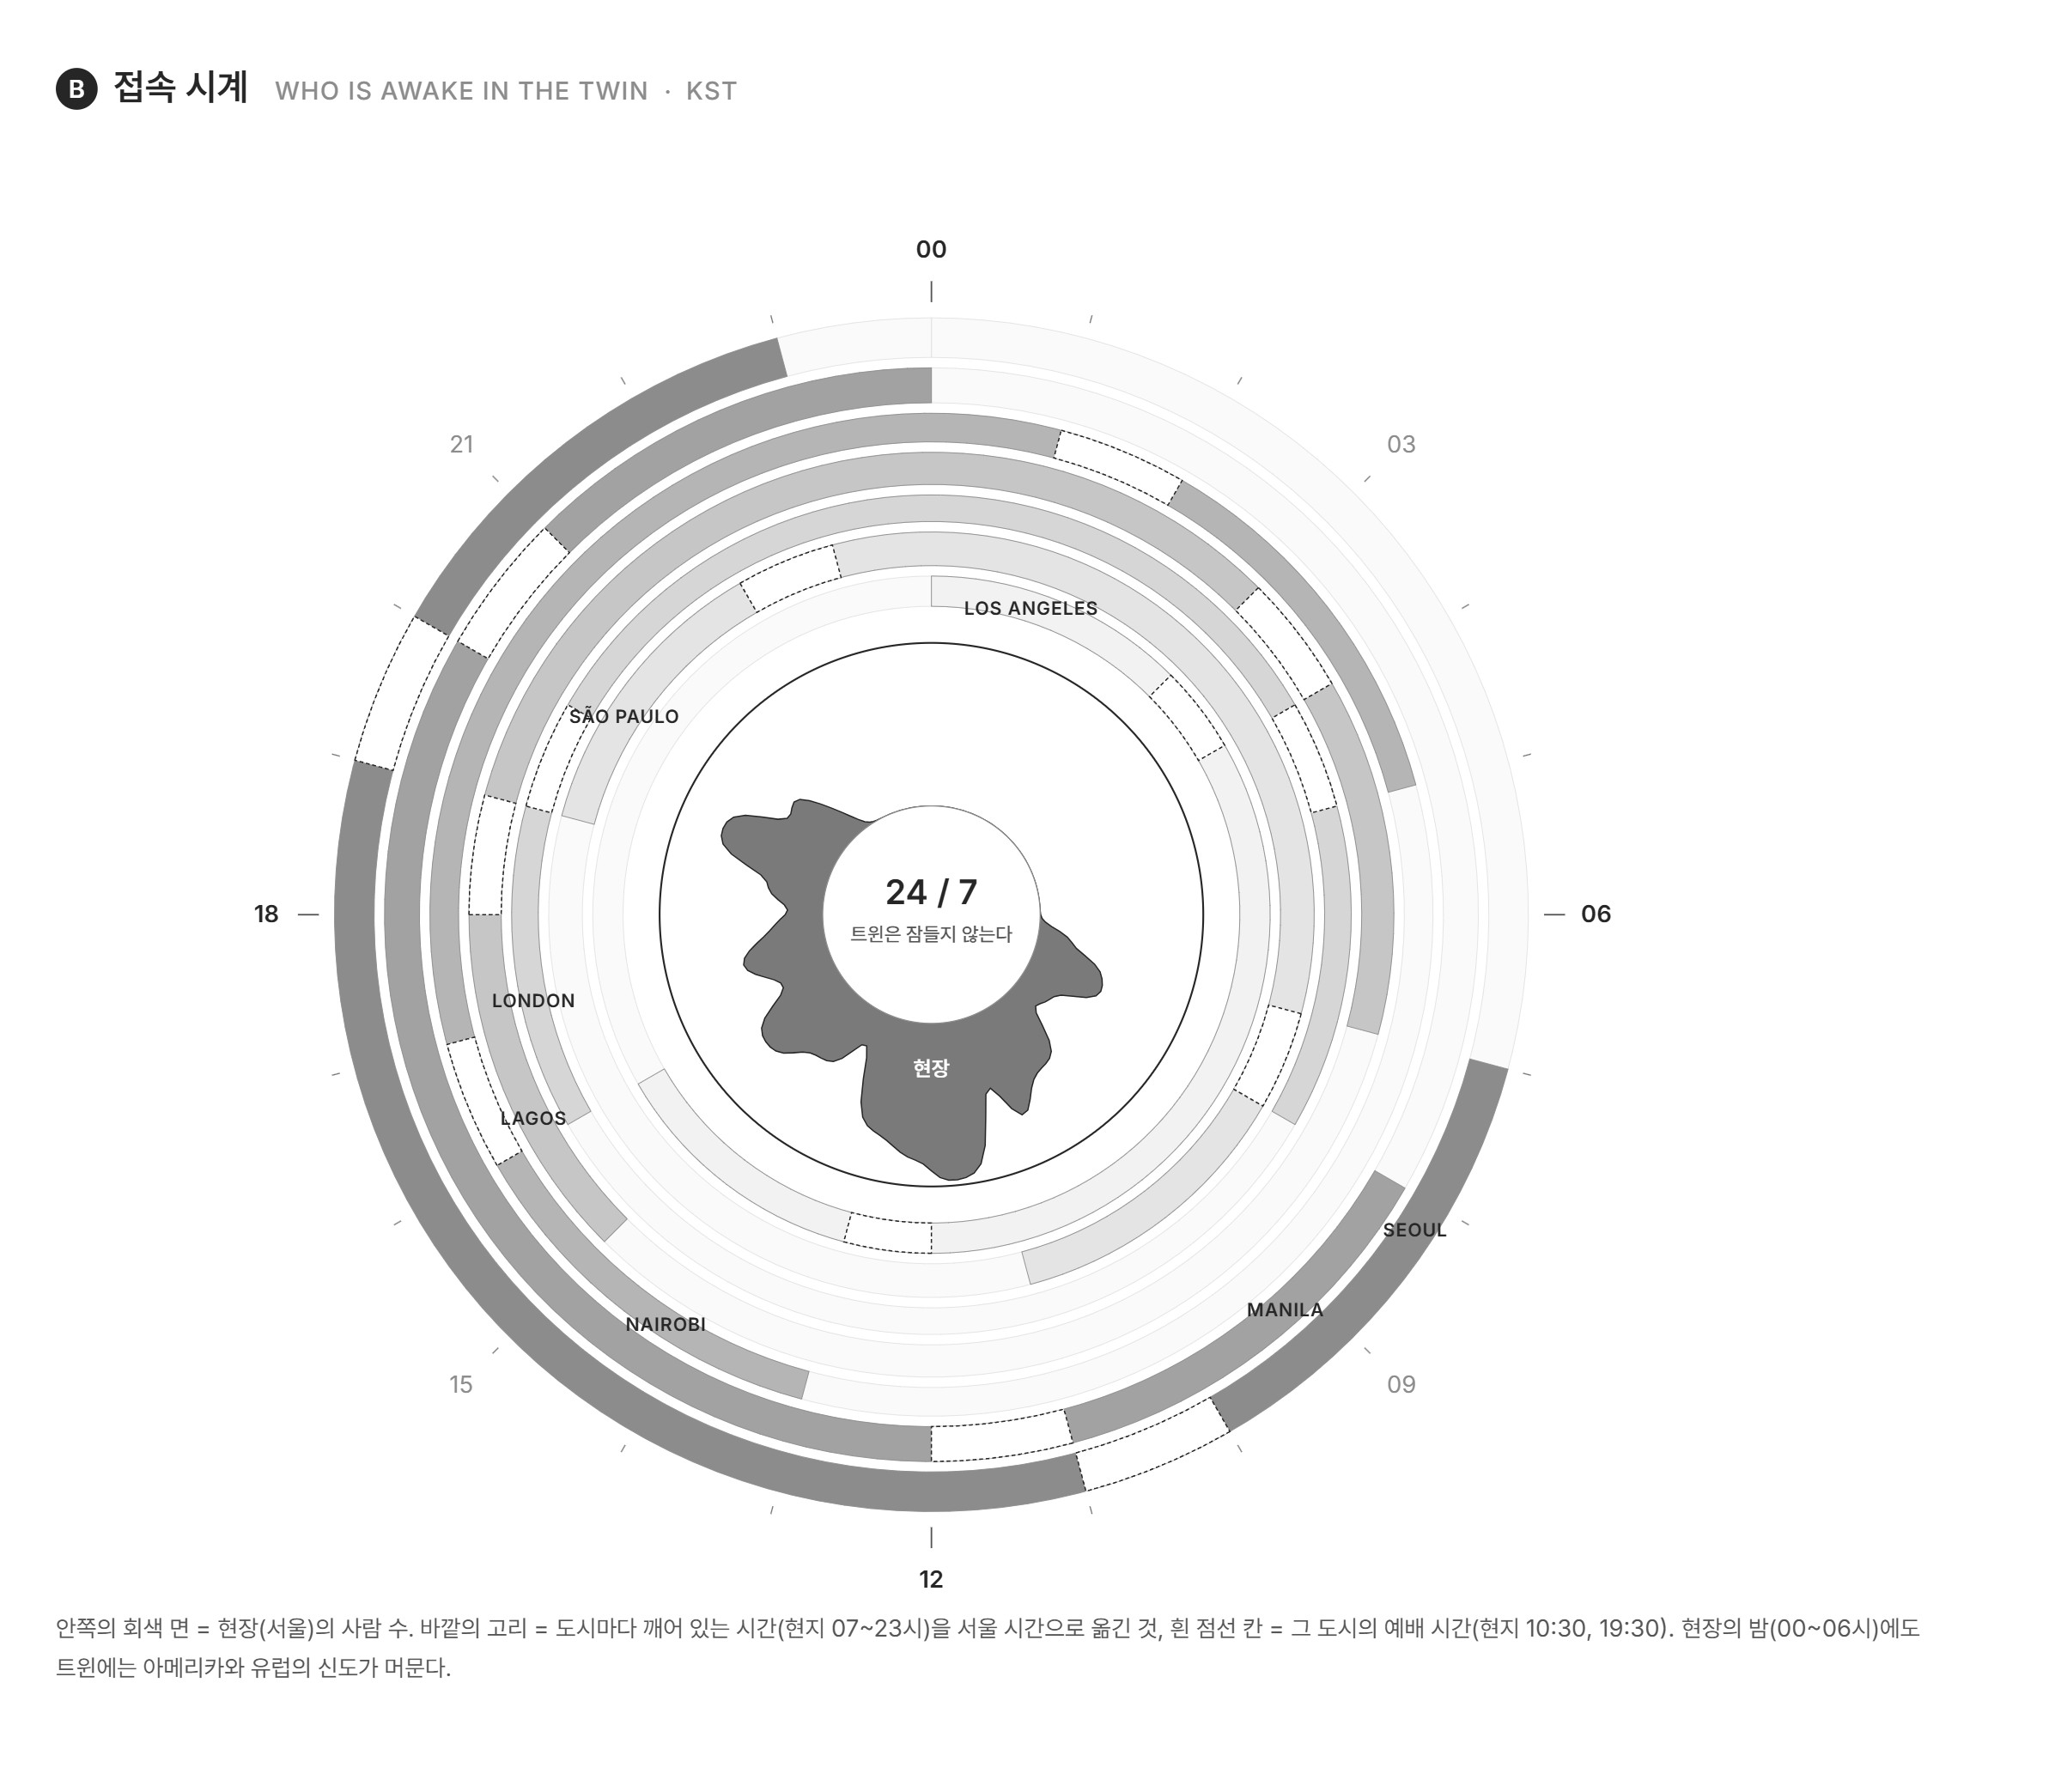 B 접속 시계 WHO IS AWAKE IN THE TWIN · KST
00
21
03
LOS ANGELES
SÃO PAULO
24 / 7
18
06
트윈은 잠들지 않는다
LONDON
현장
LAGOS
SEOUL
MANILA
NAIROBI
15
09
12
안쪽의 회색 면 = 현장(서울)의 사람 수. 바깥의 고리 = 도시마다 깨어 있는 시간(현지 07~23시)을 서울 시간으로 옮긴 것, 흰 점선 칸 = 그 도시의 예배 시간(현지 10:30, 19:30). 현장의 밤(00~06시)에도
트윈에는 아메리카와 유럽의 신도가 머문다.